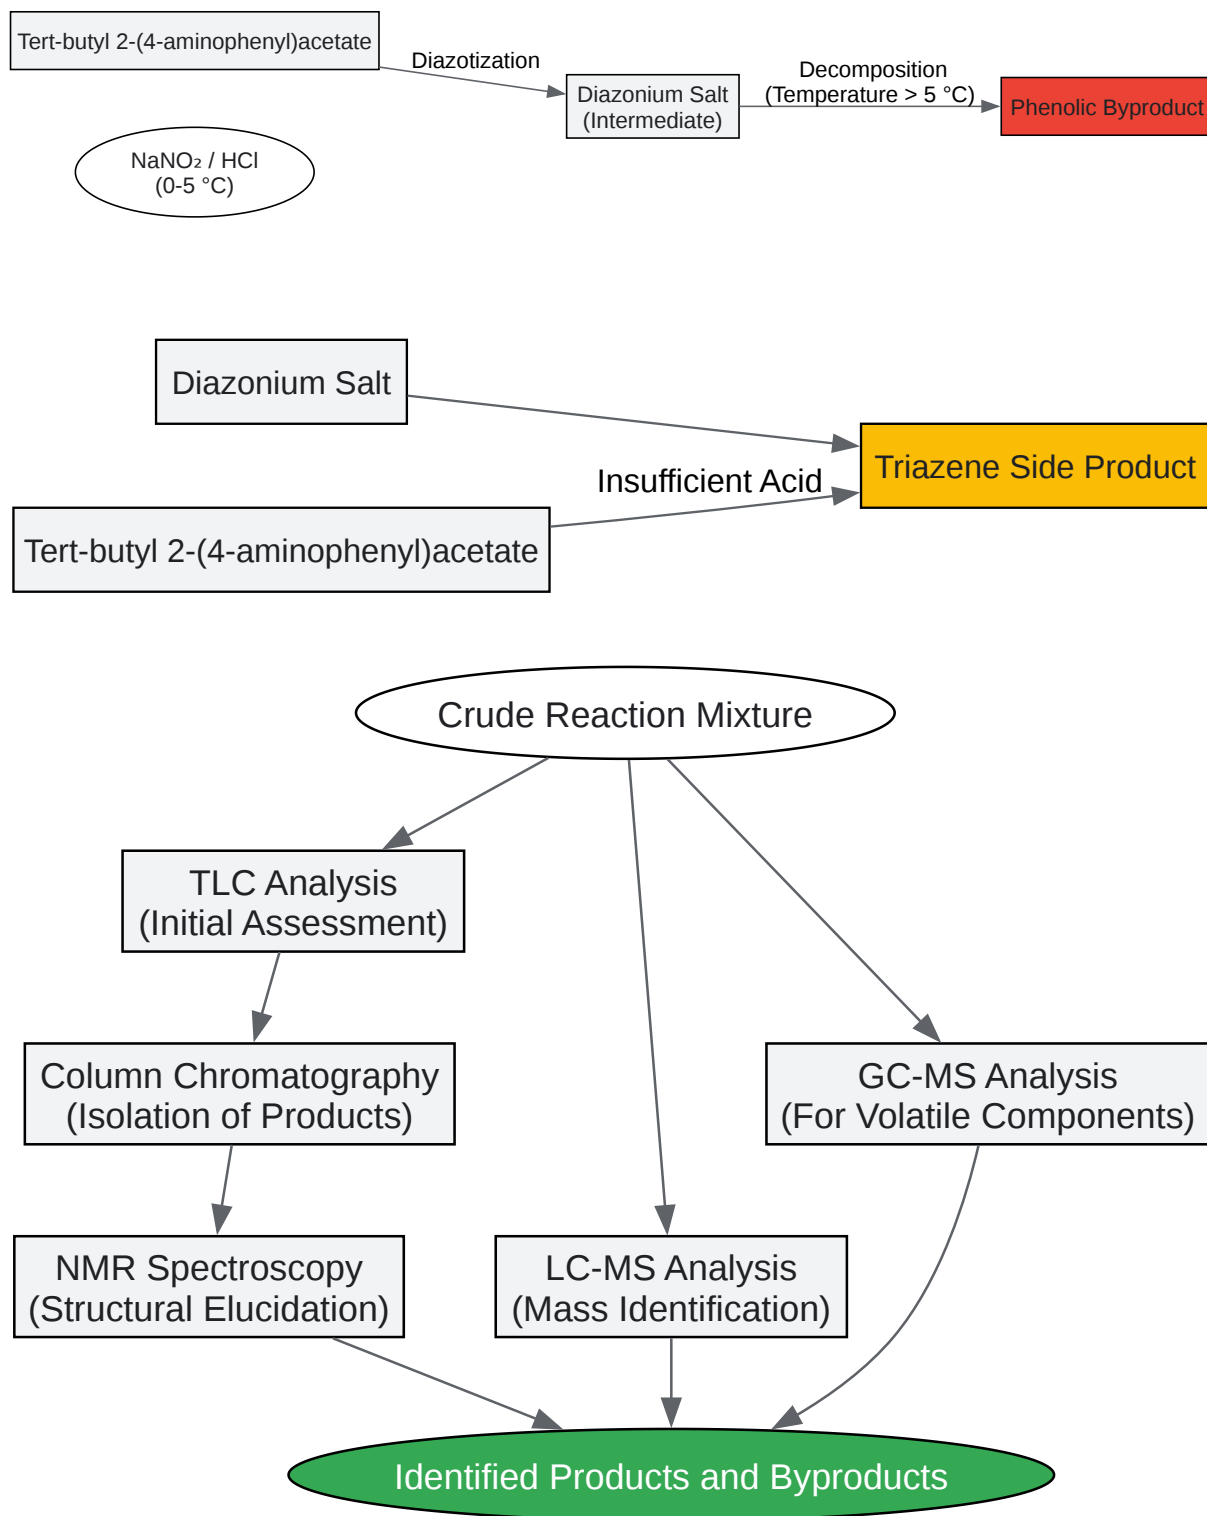 Tert-butyl 2-(4-aminophenyl)acetate
Diazotization
Diazonium Salt
(Intermediate)
Decomposition
(Temperature > 5 °C)
Phenolic Byproduct
NaNO₂ / HCl
(0-5 °C)
Diazonium Salt
Insufficient Acid
Triazene Side Product
Tert-butyl 2-(4-aminophenyl)acetate
Crude Reaction Mixture
TLC Analysis
(Initial Assessment)
Column Chromatography
(Isolation of Products)
GC-MS Analysis
(For Volatile Components)
NMR Spectroscopy
(Structural Elucidation)
LC-MS Analysis
(Mass Identification)
Identified Products and Byproducts